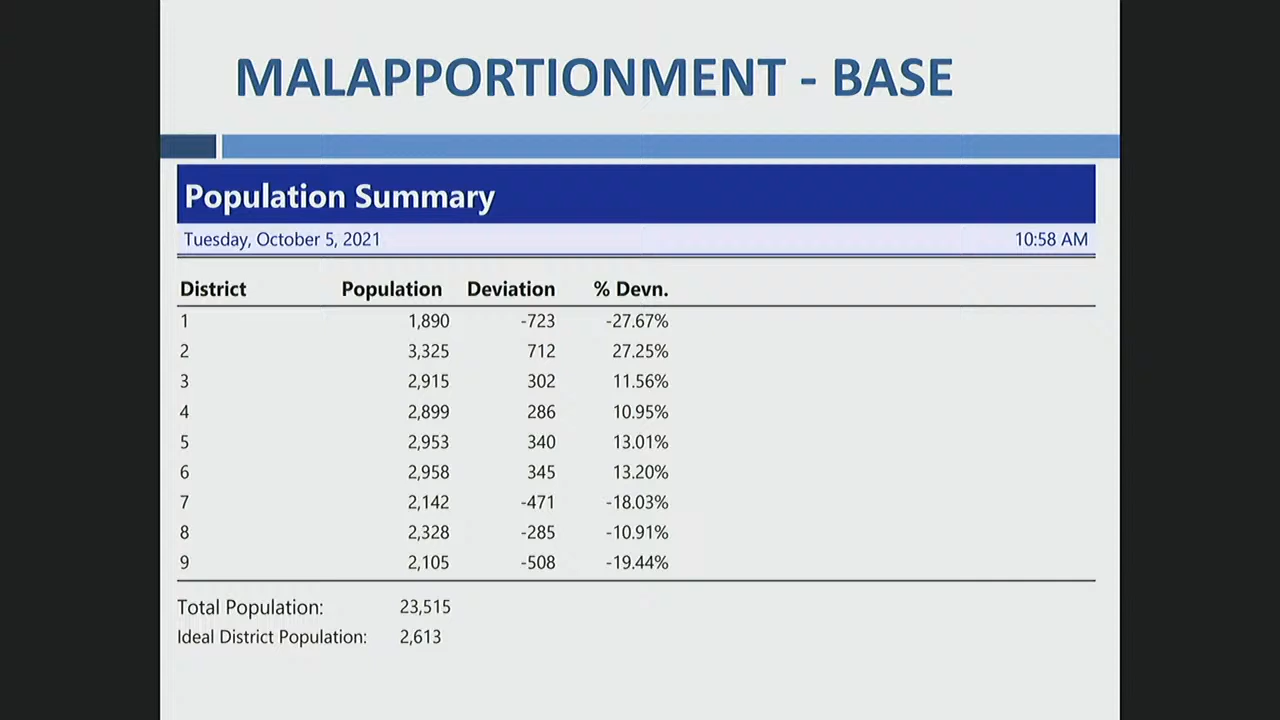 MALAPPORTIONMENT - BASE
Population Summary
Tuesday, October 5, 2021 10:58 AM
District Population Deviation % Devn.
1 1,890 -723 -27.67%
2 3,325 712 27.25%
3 2,915 302 11.56%
4 2,899 286 10.95%
5 2,953 340 13.01%
6 2,958 345 13.20%
7 2,142 -471 -18.03%
8 2,328 -285 -10.91%
9 2,105 -508 -19.44%
Total Population: 23,515
Ideal District Population: 2,613